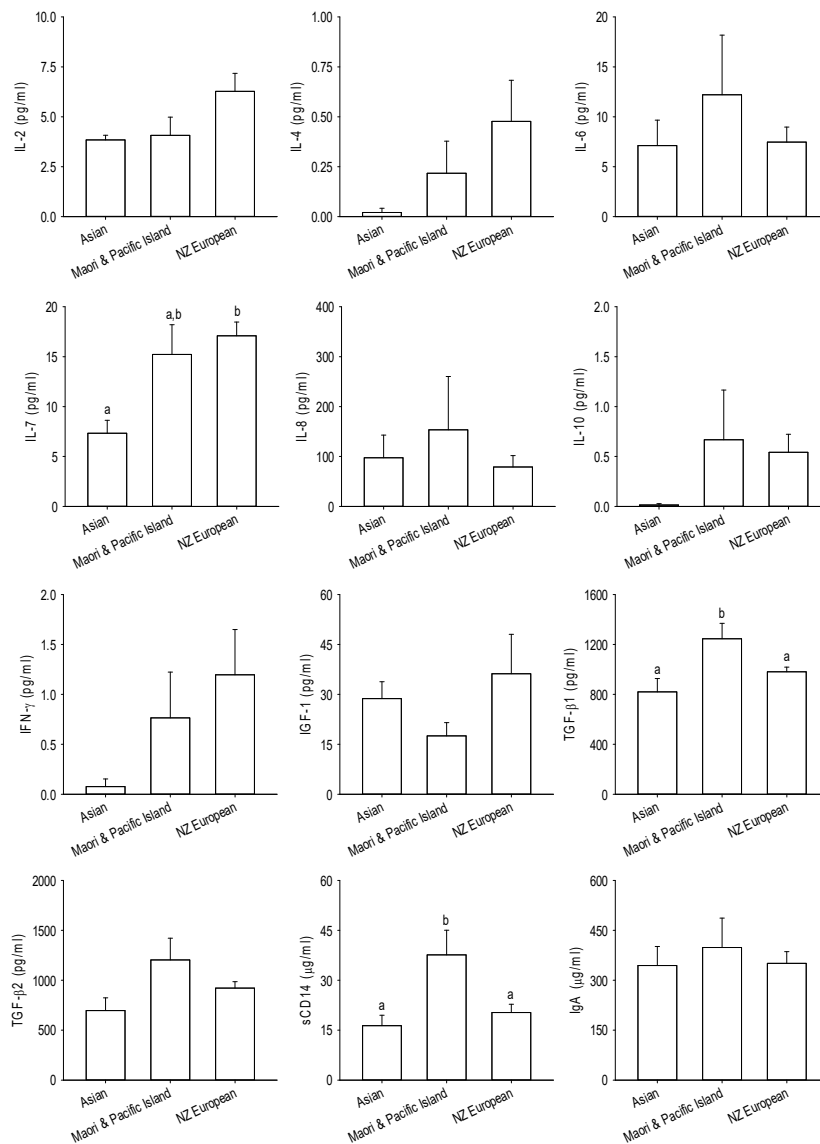 10.0
7.5
5.0
2.5
0.0
IL-2 (pg/ml)
Asian
Maori & Pacific Island
NZ European
1.00
0.75
0.50
0.25
0.00
IL-4 (pg/ml)
Asian
Maori & Pacific Island
NZ European
20
15
10
5
0
IL-6 (pg/ml)
Asian
Maori & Pacific Island
NZ European
20
15
10
5
0
IL-7 (pg/ml)
a
a,b
b
Asian
Maori & Pacific Island
NZ European
400
300
200
100
0
IL-8 (pg/ml)
Asian
Maori & Pacific Island
NZ European
2.0
1.5
1.0
0.5
0.0
IL-10 (pg/ml)
Asian
Maori & Pacific Island
NZ European
2.0
1.5
1.0
0.5
0.0
IFN-γ (pg/ml)
Asian
Maori & Pacific Island
NZ European
60
45
30
15
0
IGF-1 (pg/ml)
Asian
Maori & Pacific Island
NZ European
1600
1200
800
400
0
TGF-β1 (pg/ml)
a
b
a
Asian
Maori & Pacific Island
NZ European
2000
1500
1000
500
0
TGF-β2 (pg/ml)
Asian
Maori & Pacific Island
NZ European
60
45
30
15
0
sCD14 (μg/ml)
a
b
a
Asian
Maori & Pacific Island
NZ European
600
450
300
150
0
IgA (μg/ml)
Asian
Maori & Pacific Island
NZ European